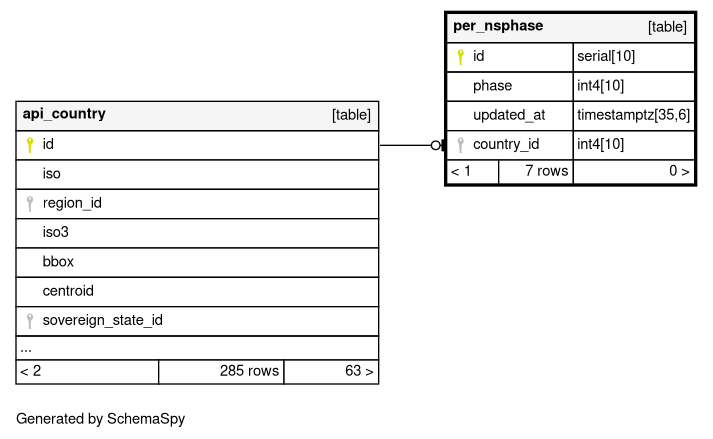 per_nsphase [table]
id serial[10]
phase int4[10]
updated_at timestamptz[35,6]
country_id int4[10]
< 1 7 rows 0 >
api_country [table]
id
iso
region_id
iso3
bbox
centroid
sovereign_state_id
...
< 2 285 rows 63 >
Generated by SchemaSpy